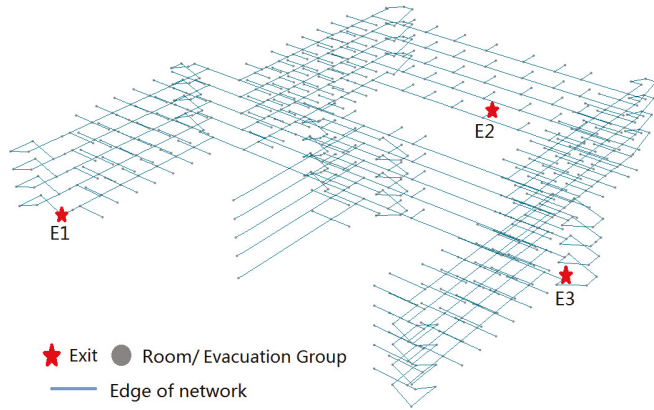 E2
E1
E3
Exit
Room/ Evacuation Group
Edge of network